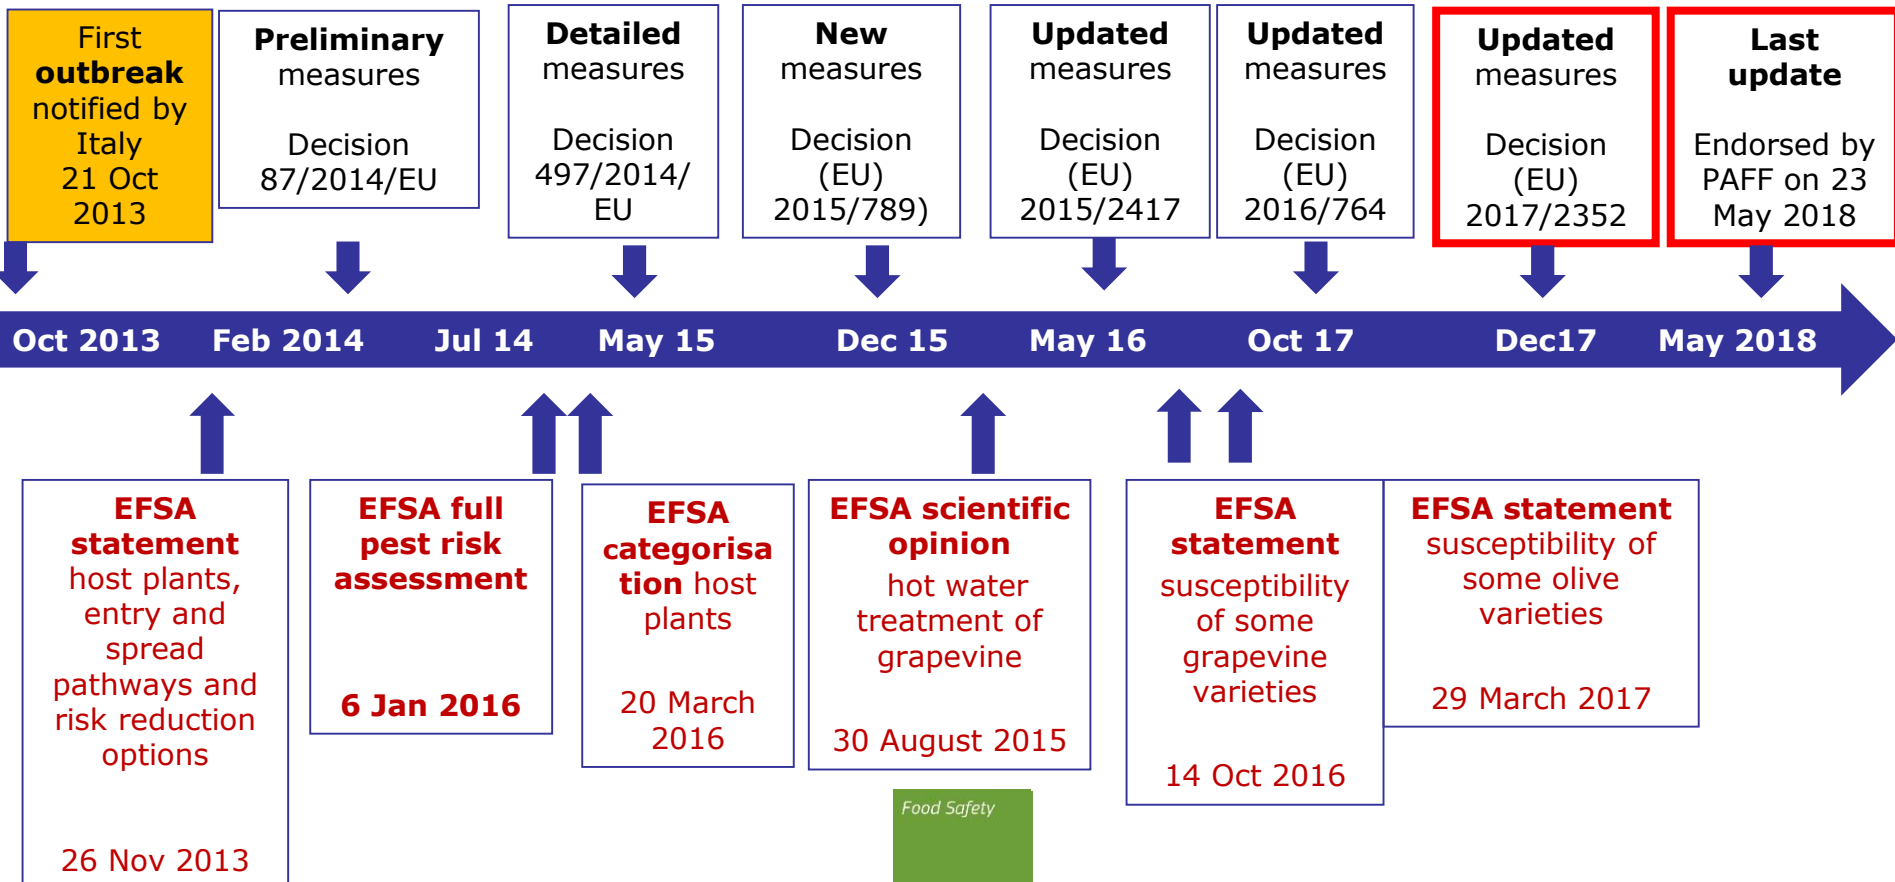 First
outbreak
notified by
Italy
21 Oct
2013
Preliminary
measures
Decision
87/2014/EU
Detailed
measures
Decision
497/2014/
EU
New
measures
Decision
(EU)
2015/789)
Updated
measures
Decision
(EU)
2015/2417
Updated
measures
Decision
(EU)
2016/764
Updated
measures
Decision
(EU)
2017/2352
Last
update
Endorsed by
PAFF on 23
May 2018
Oct 2013
Feb 2014
Jul 14
May 15
Dec 15
May 16
Oct 17
Dec17
May 2018
EFSA
statement
host plants,
entry and
spread
pathways and
risk reduction
options
26 Nov 2013
EFSA full
pest risk
assessment
6 Jan 2016
EFSA
categorisa
tion host
plants
20 March
2016
EFSA scientific
opinion
hot water
treatment of
grapevine
30 August 2015
EFSA
statement
susceptibility
of some
grapevine
varieties
14 Oct 2016
EFSA statement
susceptibility of
some olive
varieties
29 March 2017
Food Safety